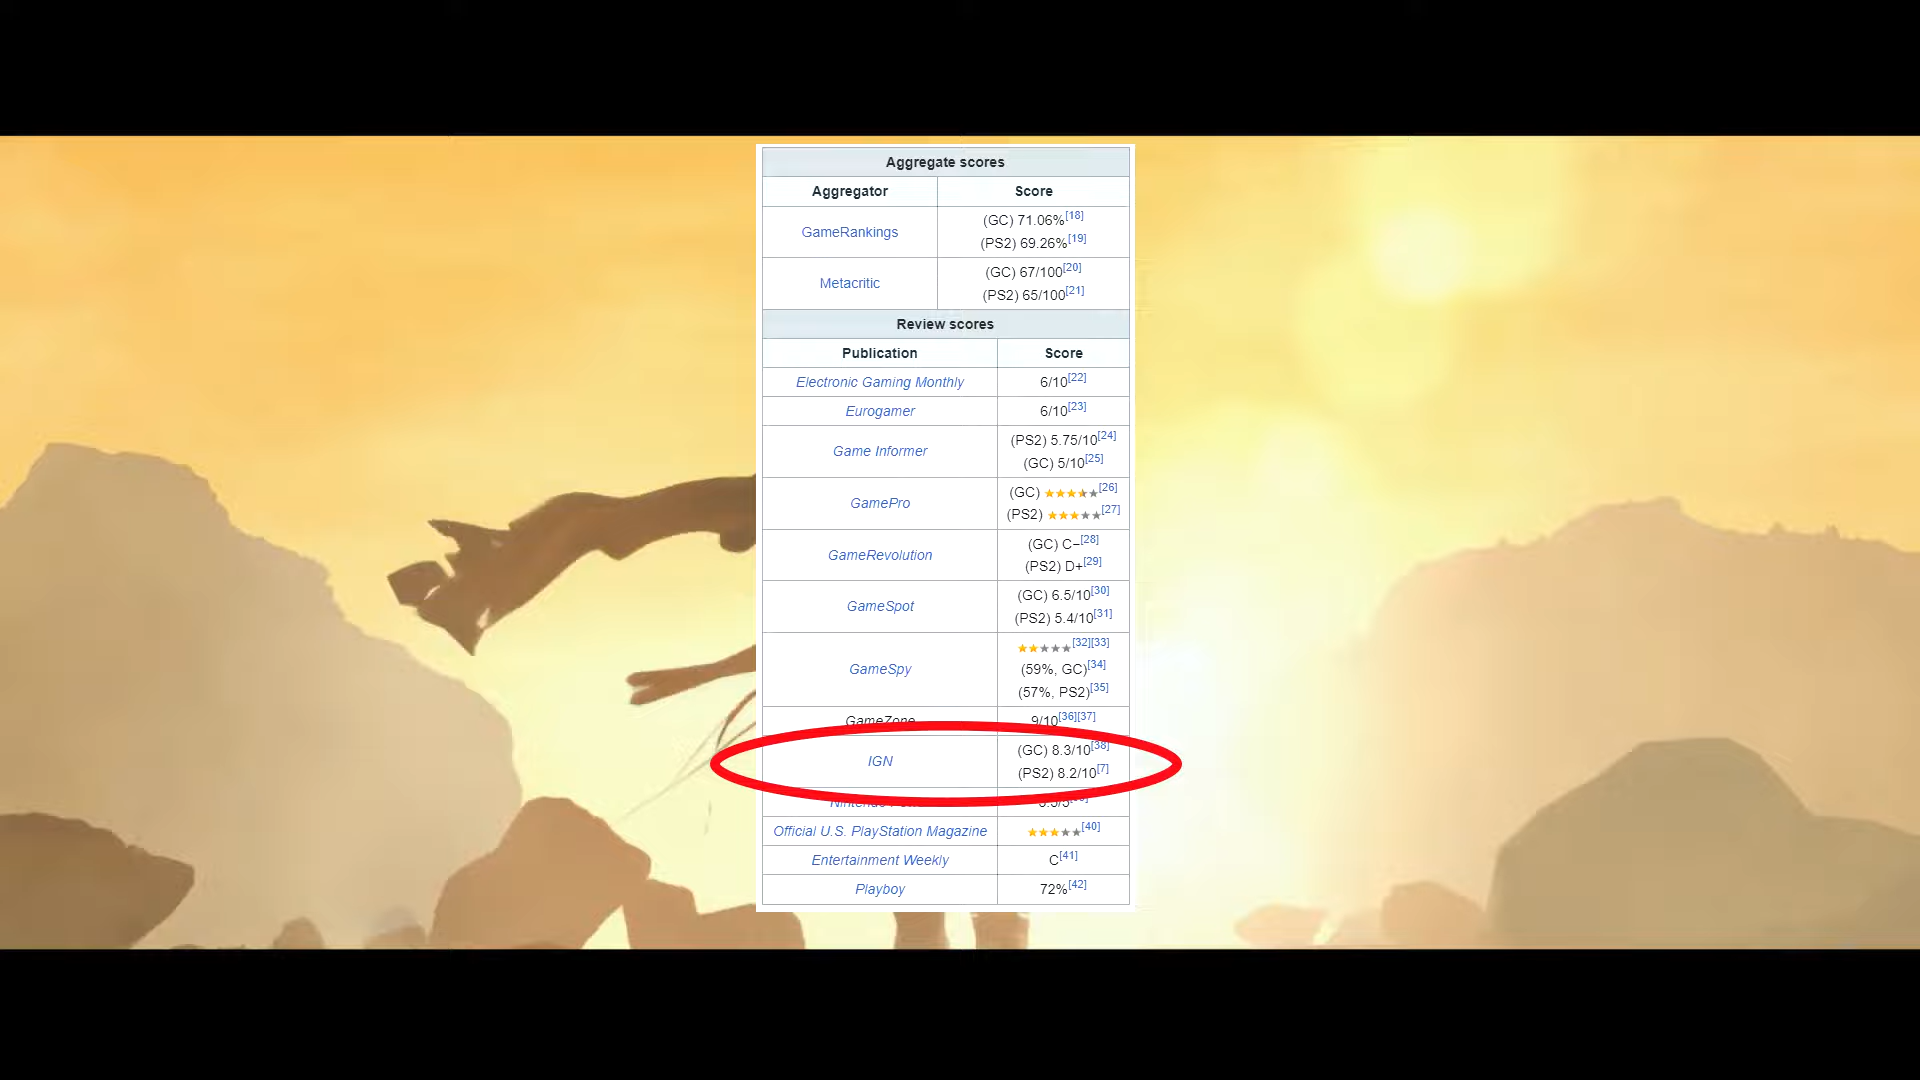 Aggregate scores
Aggregator Score
GameRankings (GC) 71.06%[18]
(PS2) 69.26%[19]
Metacritic (GC) 67/100[20]
(PS2) 65/100[21]
Review scores
Publication Score
Electronic Gaming Monthly 6/10[22]
Eurogamer 6/10[23]
Game Informer (PS2) 5.75/10[24]
(GC) 5/10[25]
GamePro (GC) ★★★★★[26]
(PS2) ★★★★★[27]
GameRevolution (GC) C−[28]
(PS2) D+[29]
GameSpot (GC) 6.5/10[30]
(PS2) 5.4/10[31]
GameSpy ★★★★★[32][33]
(59%, GC)[34]
(57%, PS2)[35]
GameZone 9/10[36][37]
IGN (GC) 8.3/10[38]
(PS2) 8.2/10[7]
Nintendo
Official U.S. PlayStation Magazine ★★★★★[40]
Entertainment Weekly C[41]
Playboy 72%[42]